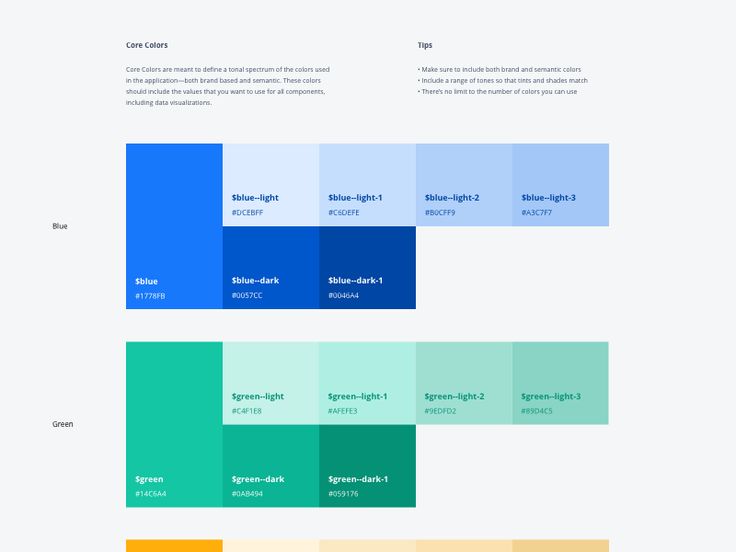 Core Colors
Core Colors are meant to define a tonal spectrum of the colors used
in the application—both brand based and semantic. These colors
should include the values that you want to use for all components,
including data visualizations.
Tips
• Make sure to include both brand and semantic colors
• Include a range of tones so that tints and shades match
• There's no limit to the number of colors you can use
Blue
$blue
#1778FB
$blue--light
#DCEBFF
$blue--light-1
#C6DEFE
$blue--light-2
#B0CFF9
$blue--light-3
#A3C7F7
$blue--dark
#0057CC
$blue--dark-1
#0046A4
Green
$green
#14C6A4
$green--light
#C4F1E8
$green--light-1
#AFEFE3
$green--light-2
#9EDFD2
$green--light-3
#89D4C5
$green--dark
#0AB494
$green--dark-1
#059176